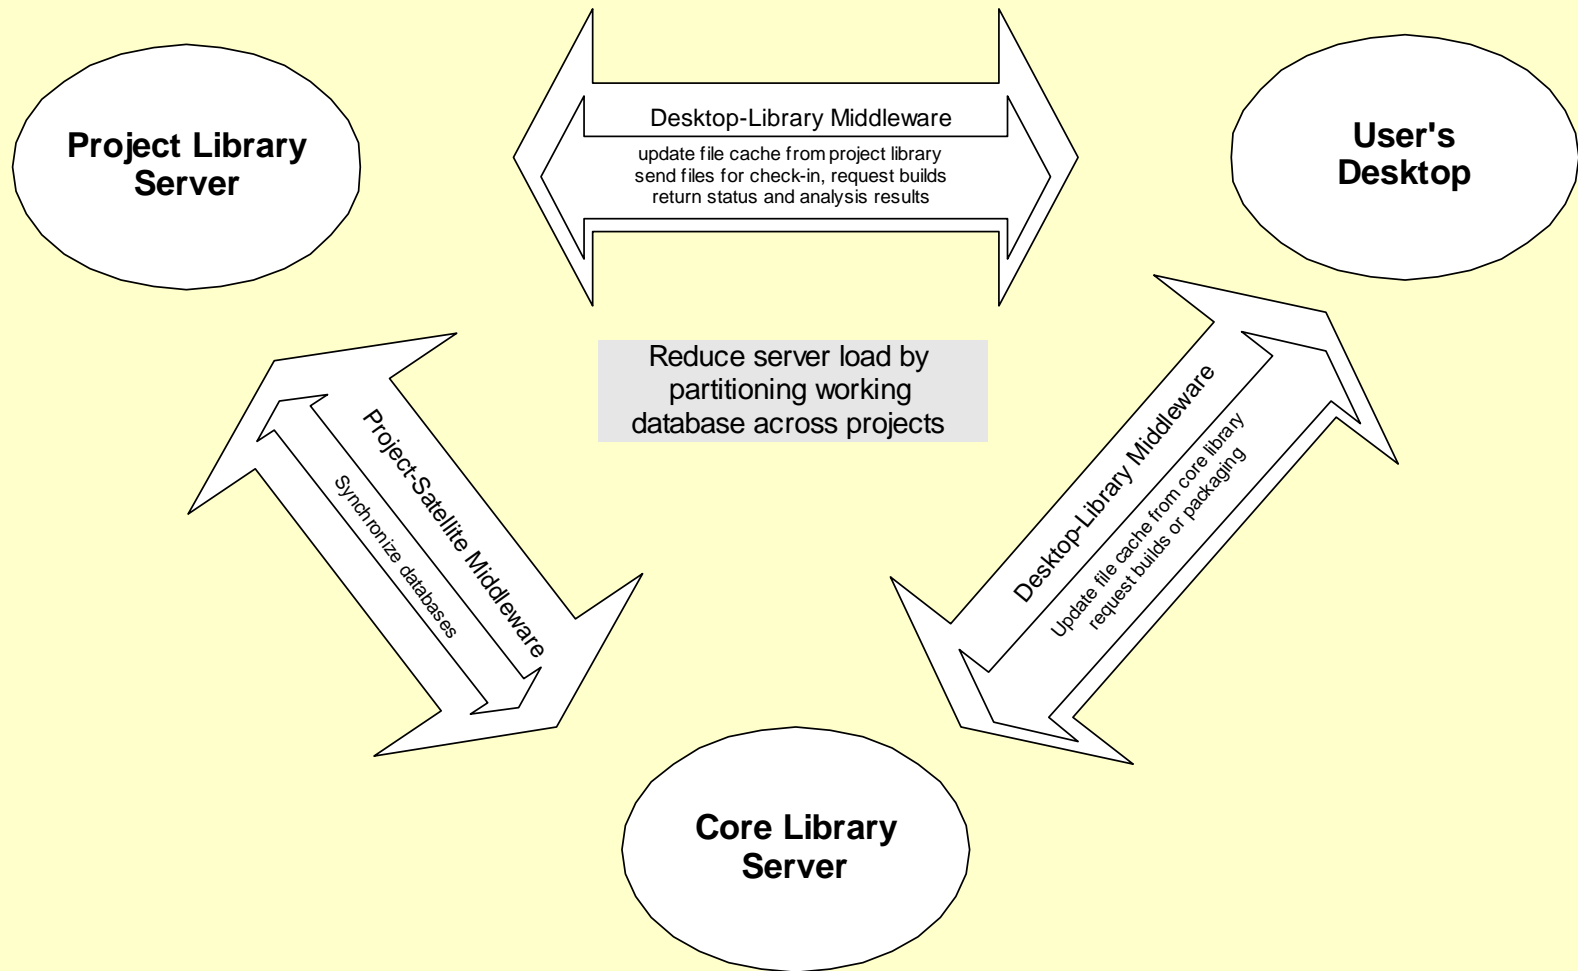 Project Library
Server
Desktop-Library Middleware
update file cache from project library
send files for check-in, request builds
return status and analysis results
User's
Desktop
Reduce server load by
partitioning working
database across projects
Project-Satellite Middleware
Synchronize databases
Desktop-Library Middleware
Update file cache from core library
request builds or packaging
Core Library
Server